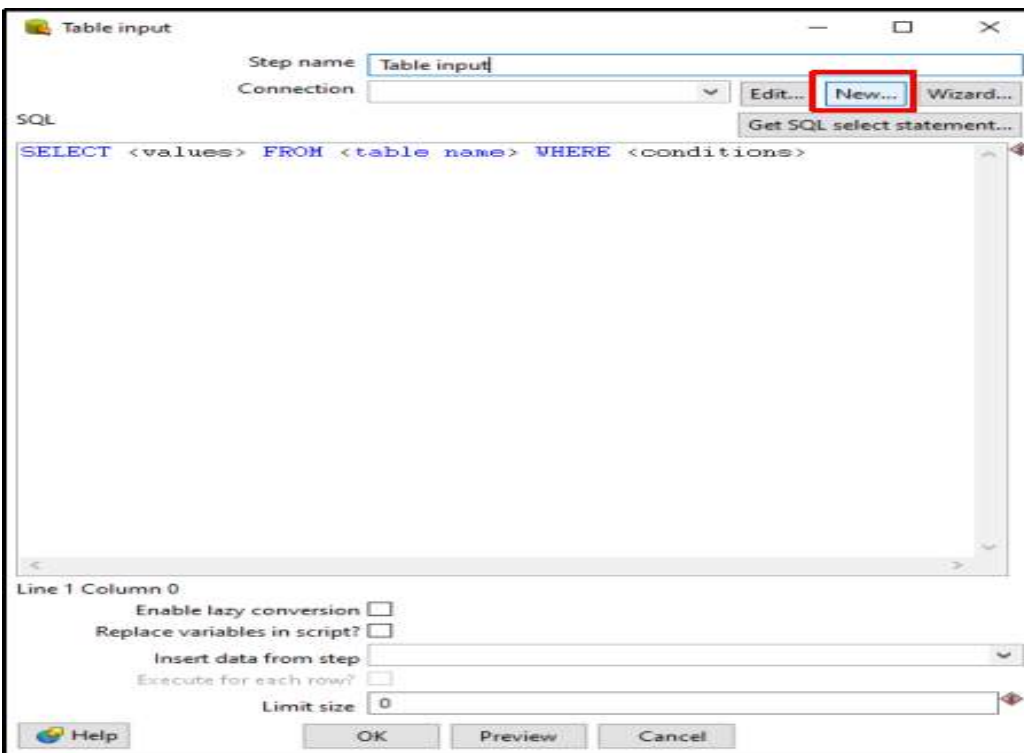 Table input
Step name Table input
Connection Edit... New... Wizard...
SQL Get SQL select statement...
SELECT <values> FROM <table name> WHERE <conditions>
Line 1 Column 0
Enable lazy conversion
Replace variables in script?
Insert data from step
Execute for each row?
Limit size 0
Help OK Preview Cancel